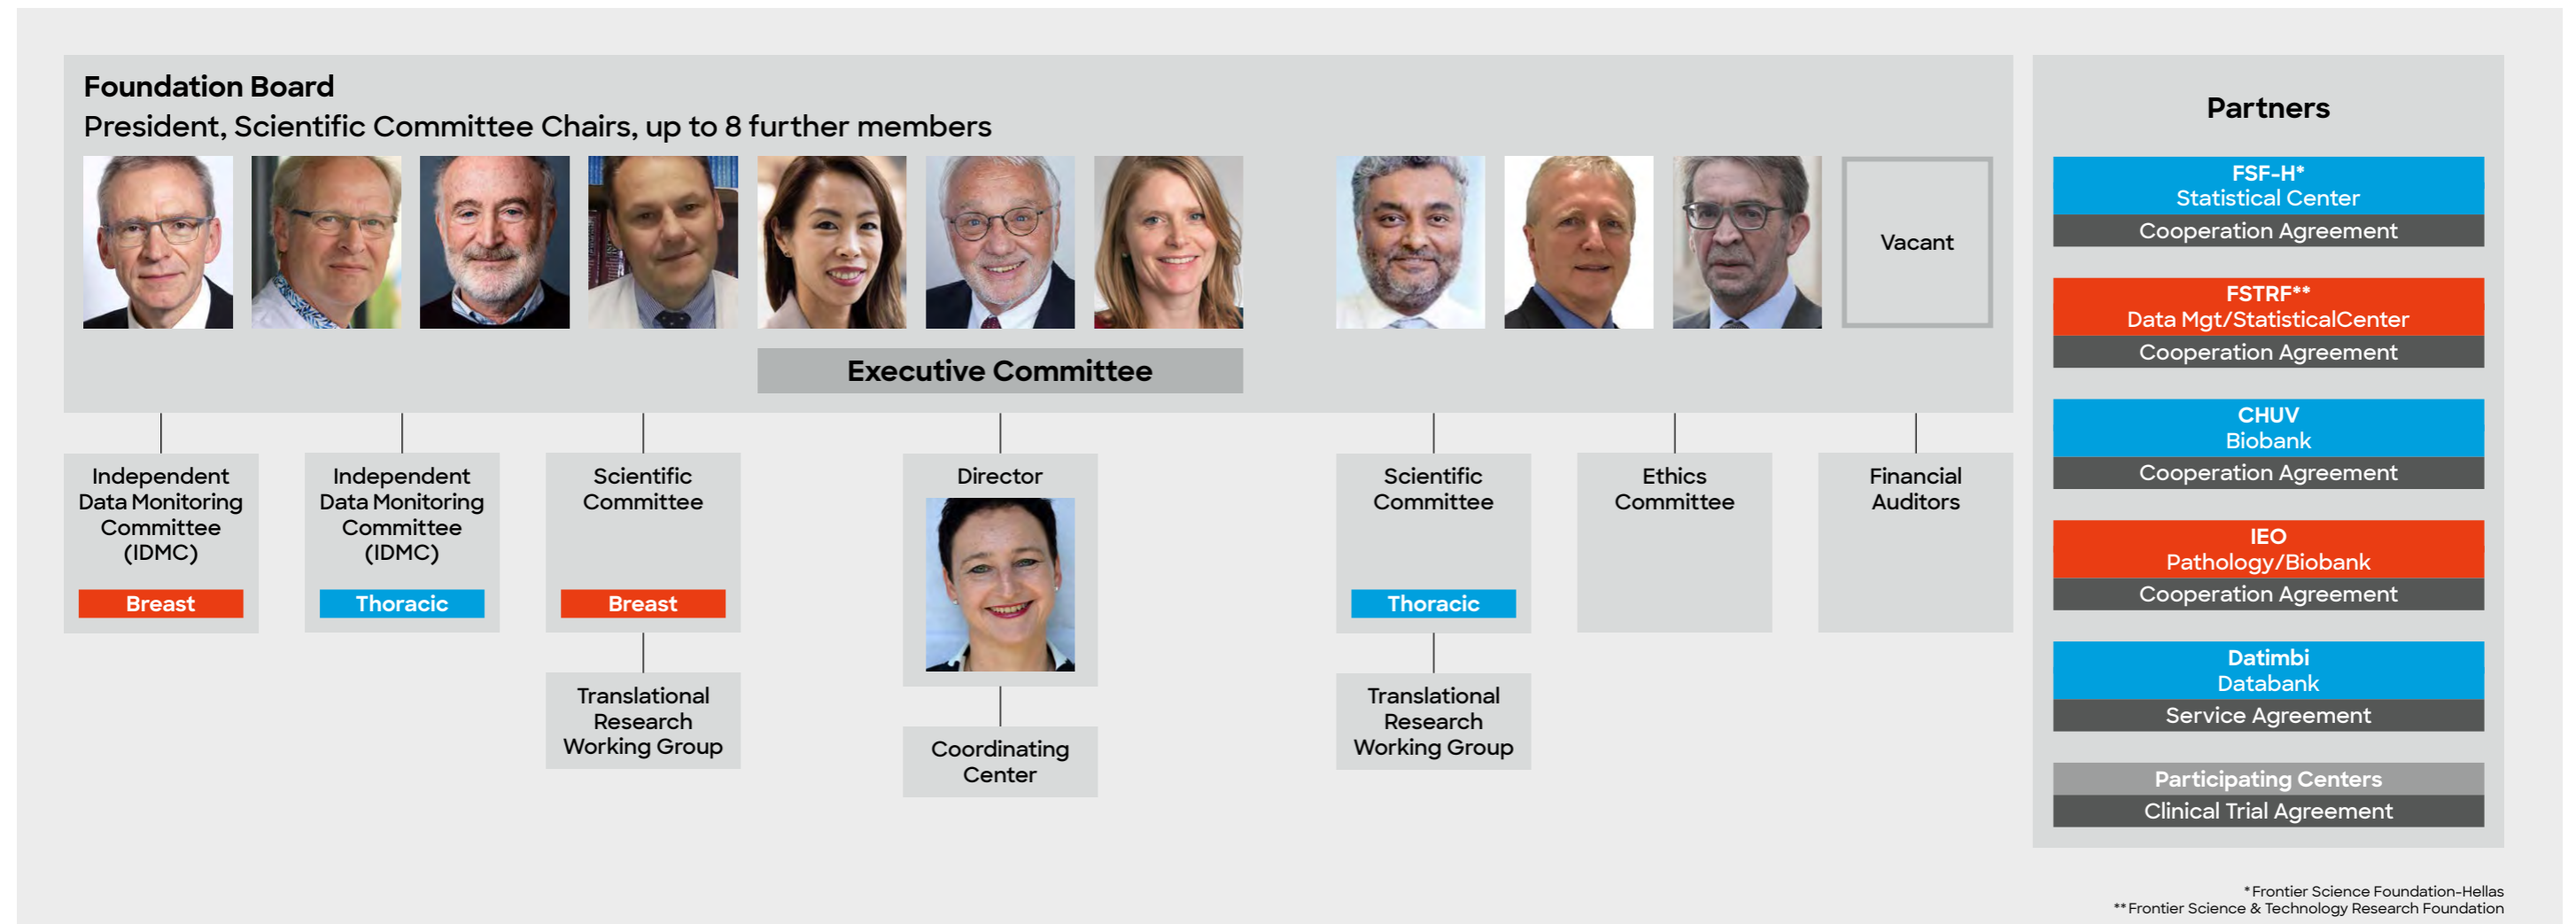 Foundation Board
President, Scientific Committee Chairs, up to 8 further members
Vacant
Executive Committee
Independent
Data Monitoring
Committee
(IDMC)
Breast
Independent
Data Monitoring
Committee
(IDMC)
Thoracic
Scientific
Committee
Breast
Translational
Research
Working Group
Director
Coordinating
Center
Scientific
Committee
Thoracic
Translational
Research
Working Group
Ethics
Committee
Financial
Auditors
Partners
FSF-H*
Statistical Center
Cooperation Agreement
FSTRF**
Data Mgt/StatisticalCenter
Cooperation Agreement
CHUV
Biobank
Cooperation Agreement
IEO
Pathology/Biobank
Cooperation Agreement
Datimbi
Databank
Service Agreement
Participating Centers
Clinical Trial Agreement
*Frontier Science Foundation-Hellas
**Frontier Science & Technology Research Foundation